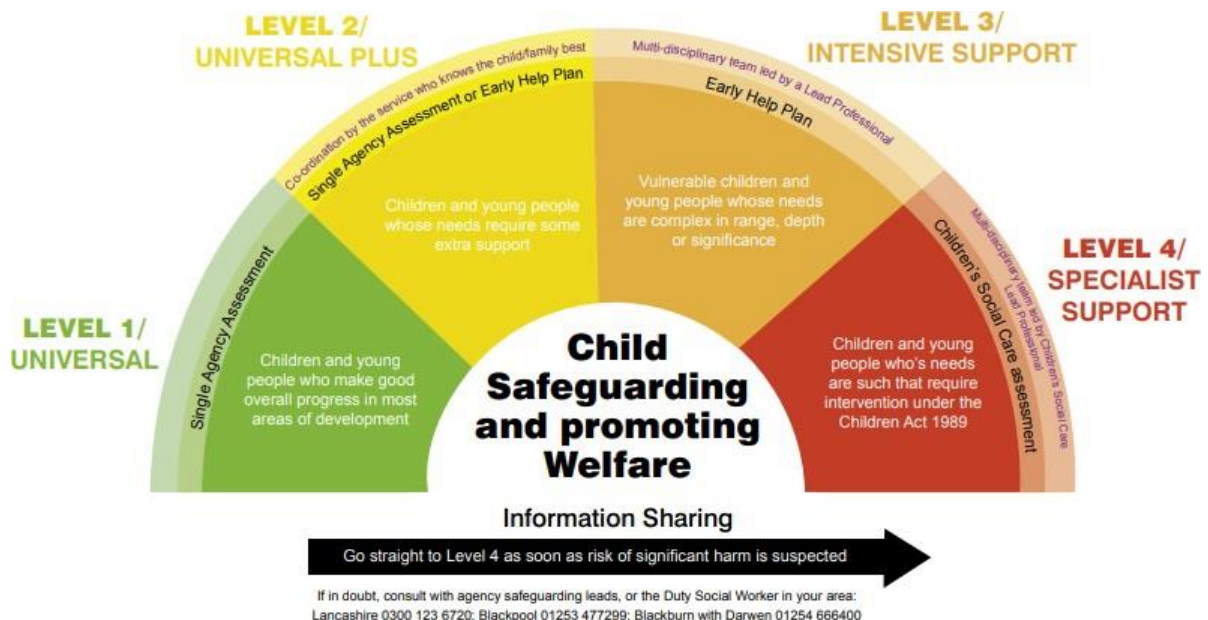 LEVEL 1/
UNIVERSAL
Single Agency Assessment
Children and young
people who make good
overall progress in most
areas of development
LEVEL 2/
UNIVERSAL PLUS
Co-ordination by the service who knows the child/family best
Single Agency Assessment or Early Help Plan
Children and young people
whose needs require some
extra support
LEVEL 3/
INTENSIVE SUPPORT
Multi-disciplinary team led by a Lead Professional
Early Help Plan
Vulnerable children and
young people whose needs
are complex in range, depth
or significance
LEVEL 4/
SPECIALIST
SUPPORT
Multi-disciplinary team led by Children's Social Care
Lead Professional
Children's Social Care assessment
Children and young
people who's needs
are such that require
intervention under the
Children Act 1989
Child
Safeguarding
and promoting
Welfare
Information Sharing
Go straight to Level 4 as soon as risk of significant harm is suspected
If in doubt, consult with agency safeguarding leads, or the Duty Social Worker in your area:
Lancashire 0300 123 6720; Blackpool 01253 477299; Blackburn with Darwen 01254 666400